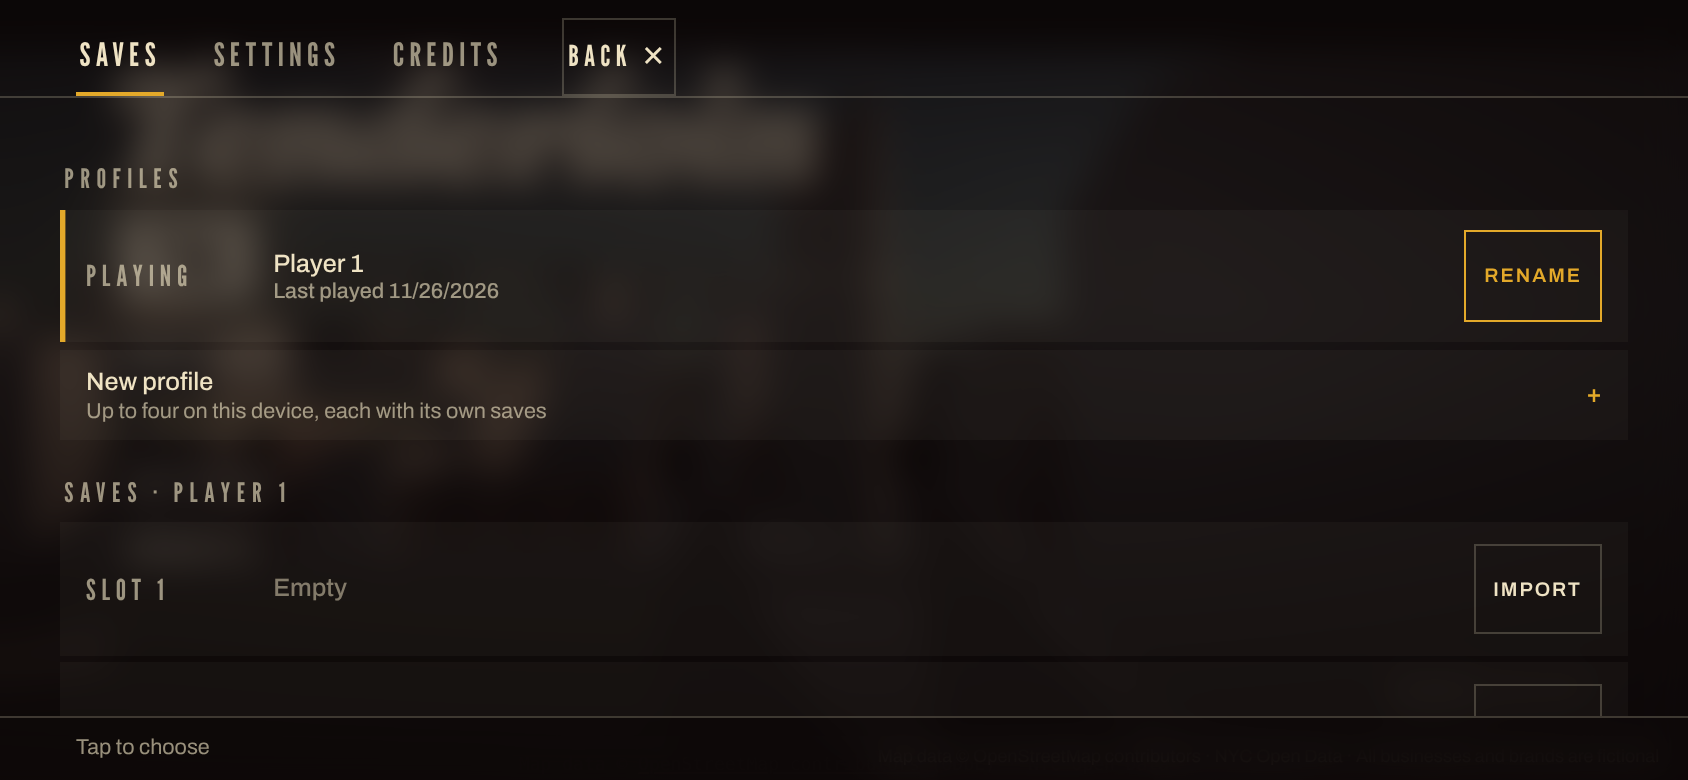 SAVES SETTINGS CREDITS BACK ✕
PROFILES
PLAYING
Player 1
Last played 11/26/2026
RENAME
New profile
Up to four on this device, each with its own saves
+
SAVES · PLAYER 1
SLOT 1
Empty
IMPORT
Tap to choose